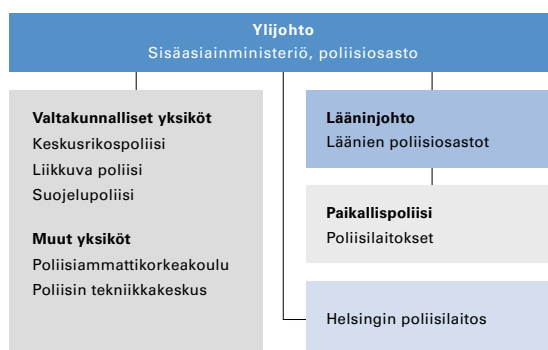 Ylijohto
Sisäasiainministeriö, poliisiosasto
Valtakunnalliset yksiköt
Keskusrikospoliisi
Liikkuva poliisi
Suojelupoliisi
Muut yksiköt
Poliisiammattikorkeakoulu
Poliisin tekniikkakeskus
Lääninjohto
Läänien poliisiosastot
Paikallispoliisi
Poliisilaitokset
Helsingin poliisilaitos